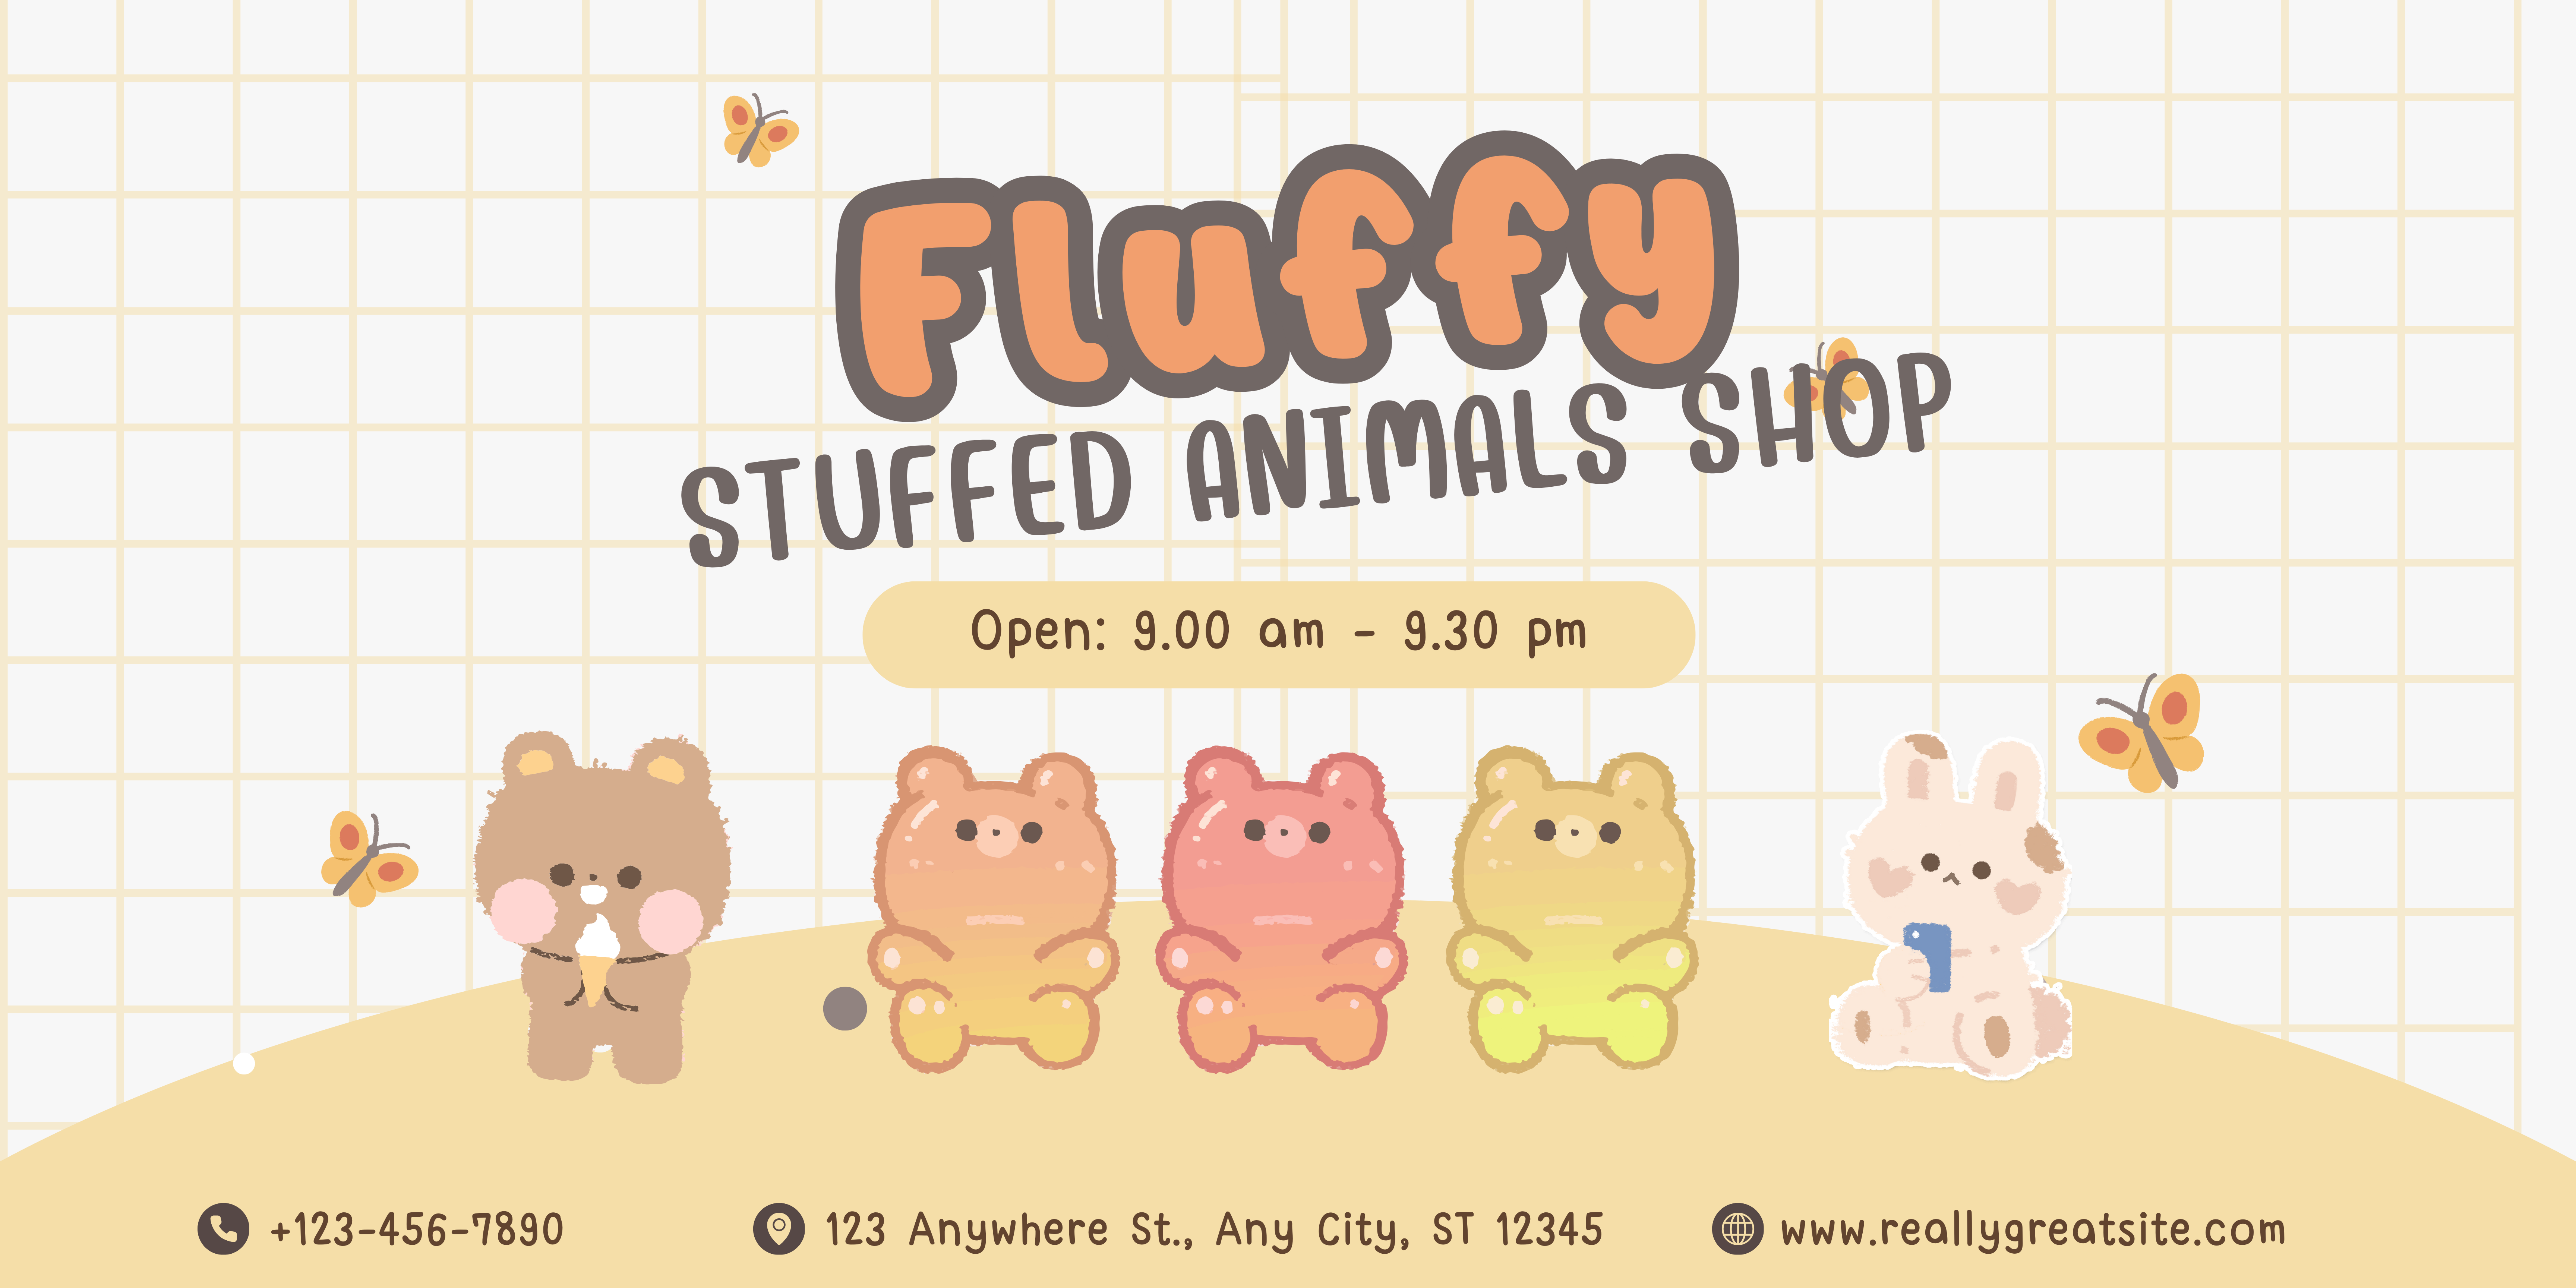 Fluffy
STUFFED ANIMALS SHOP
Open: 9.00 am - 9.30 pm
+123-456-7890
123 Anywhere St., Any City, ST 12345
www.reallygreatsite.com